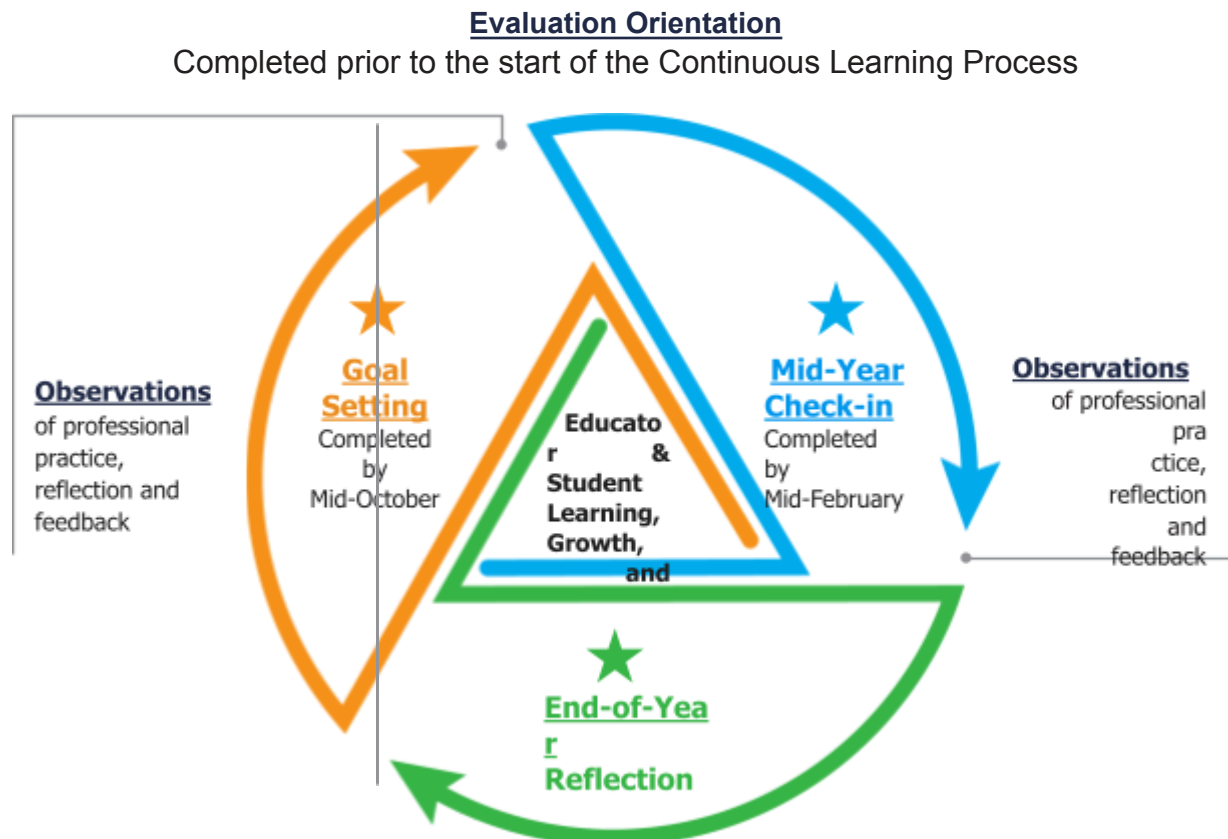 Evaluation Orientation
Completed prior to the start of the Continuous Learning Process
Observations
of professional
practice,
reflection and
feedback
Goal
Setting
Completed
by
Mid-October
Educato
r &
Student
Learning,
Growth,
and
Mid-Year
Check-in
Completed
by
Mid-February
Observations
of professional
pra
ctice,
reflection
and
feedback
End-of-Yea
r
Reflection